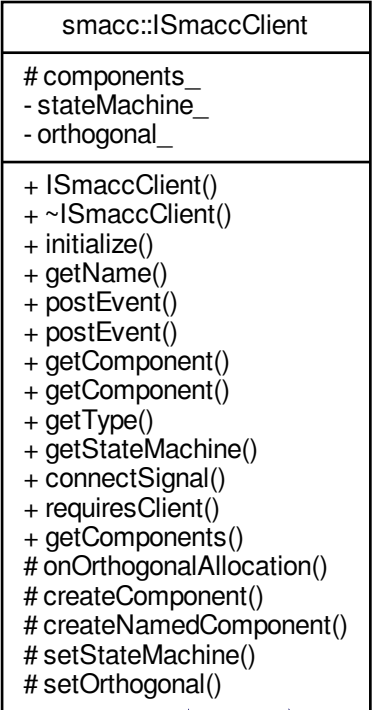 smacc::ISmaccClient
# components_
- stateMachine_
- orthogonal_
+ ISmaccClient()
+ ~ISmaccClient()
+ initialize()
+ getName()
+ postEvent()
+ postEvent()
+ getComponent()
+ getComponent()
+ getType()
+ getStateMachine()
+ connectSignal()
+ requiresClient()
+ getComponents()
# onOrthogonalAllocation()
# createComponent()
# createNamedComponent()
# setStateMachine()
# setOrthogonal()